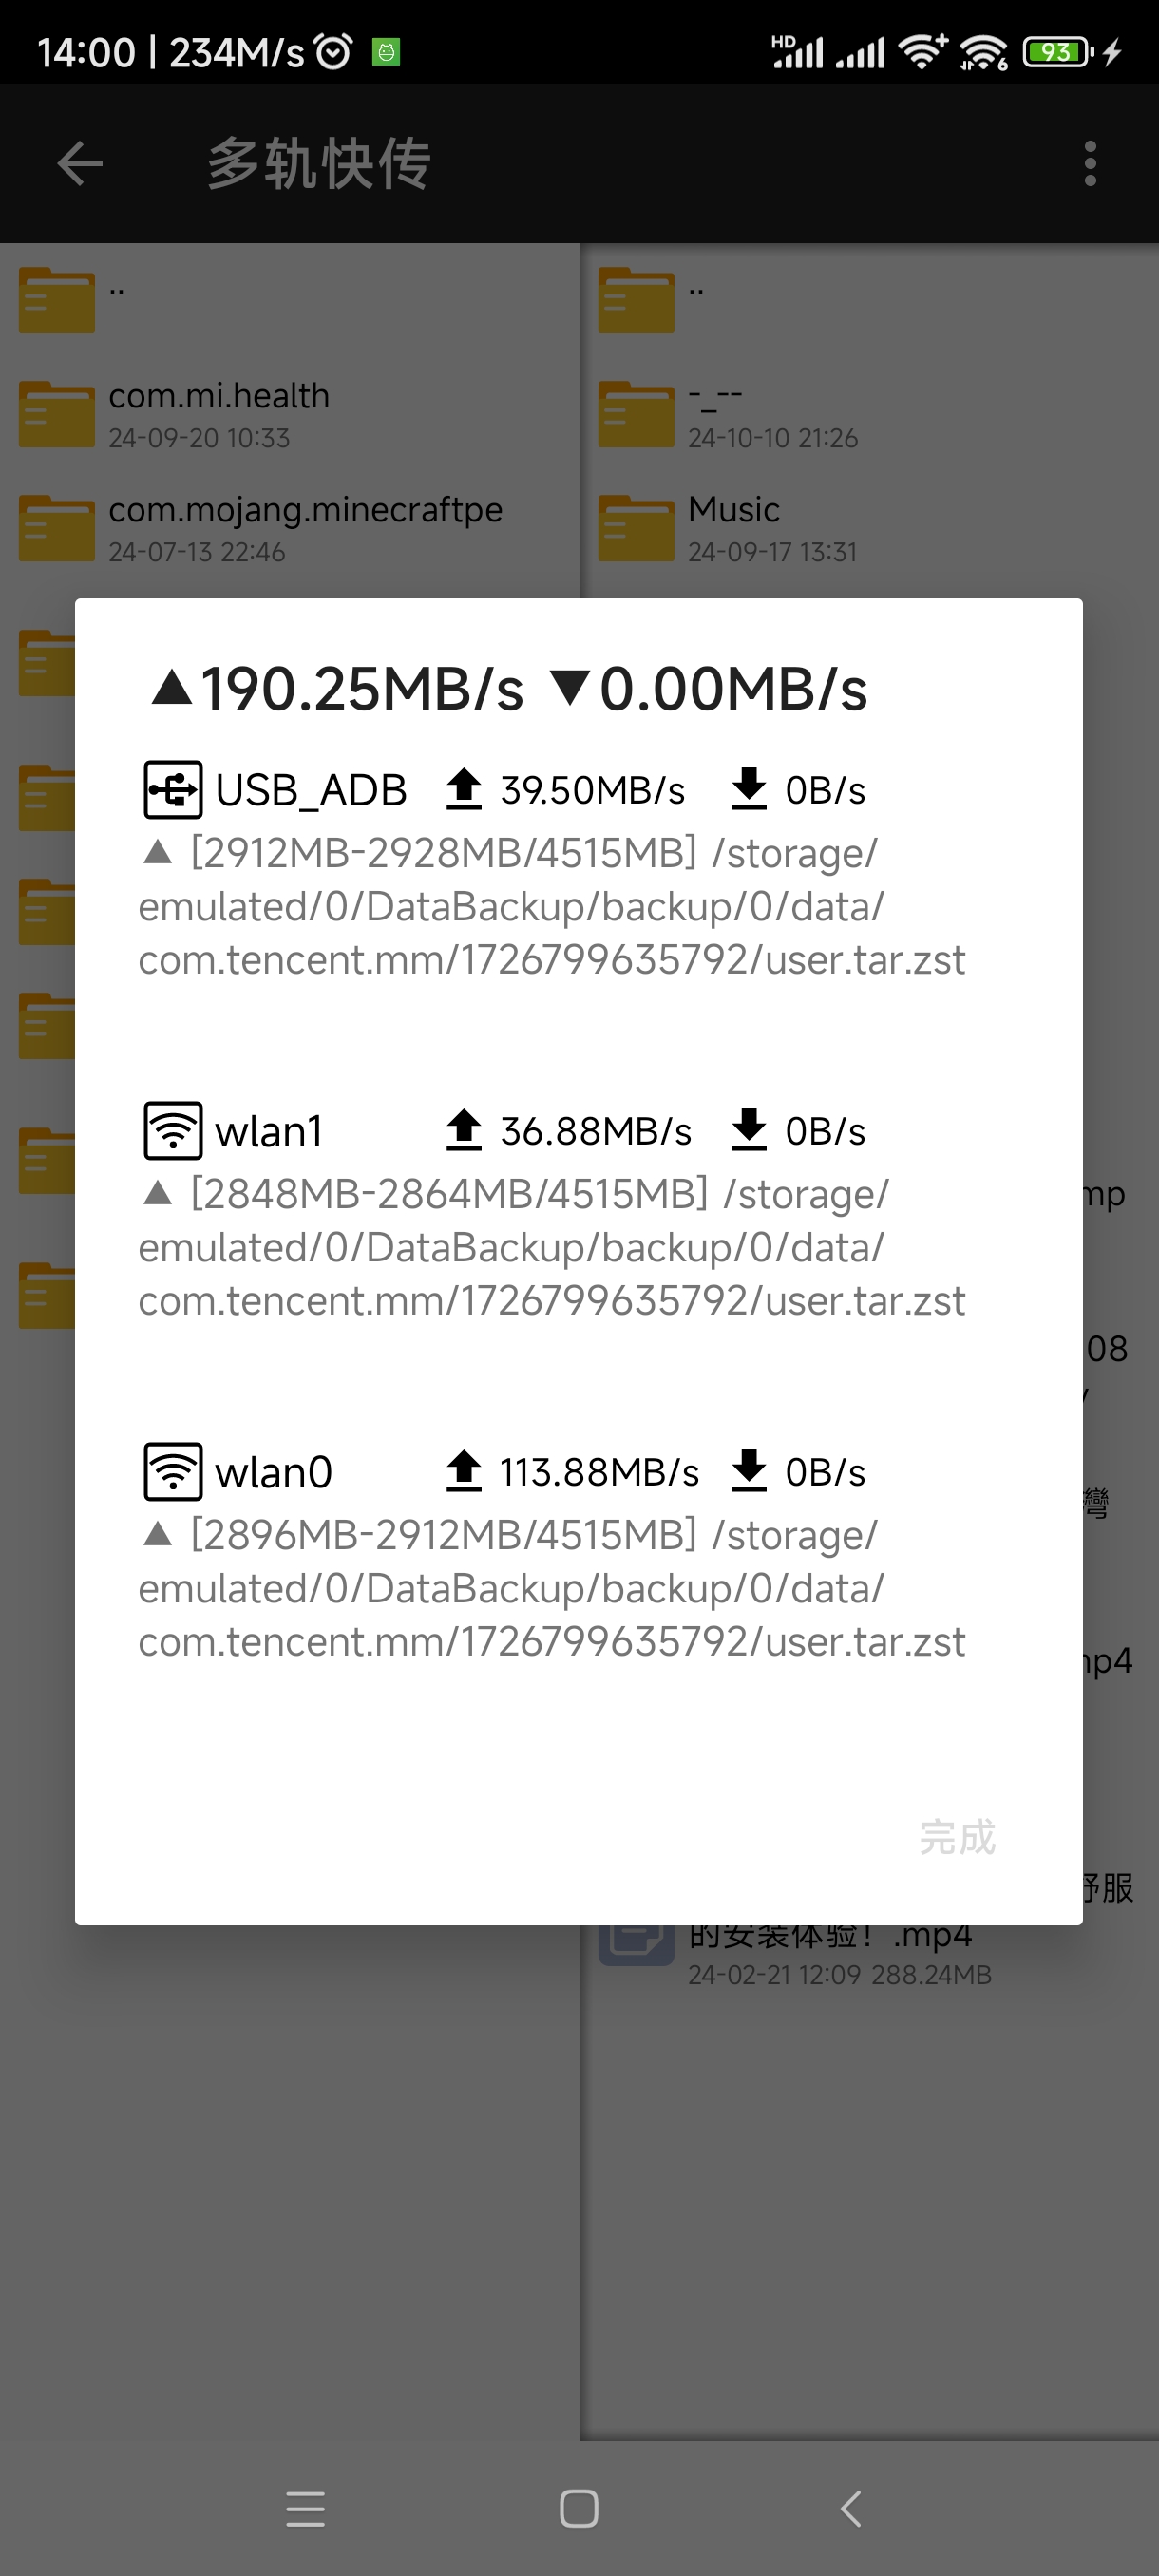 14:00 | 234M/s
HD
6
93
多轨快传
..
com.mi.health
24-09-20 10:33
com.mojang.minecraftpe
24-07-13 22:46
..
-_--
24-10-10 21:26
Music
24-09-17 13:31
▲190.25MB/s ▼0.00MB/s
USB_ADB 39.50MB/s 0B/s
▲ [2912MB-2928MB/4515MB] /storage/
emulated/0/DataBackup/backup/0/data/
com.tencent.mm/1726799635792/user.tar.zst
wlan1 36.88MB/s 0B/s
▲ [2848MB-2864MB/4515MB] /storage/
emulated/0/DataBackup/backup/0/data/
com.tencent.mm/1726799635792/user.tar.zst
wlan0 113.88MB/s 0B/s
▲ [2896MB-2912MB/4515MB] /storage/
emulated/0/DataBackup/backup/0/data/
com.tencent.mm/1726799635792/user.tar.zst
完成
mp
08
灣
np4
服
的安装体验！.mp4
24-02-21 12:09 288.24MB